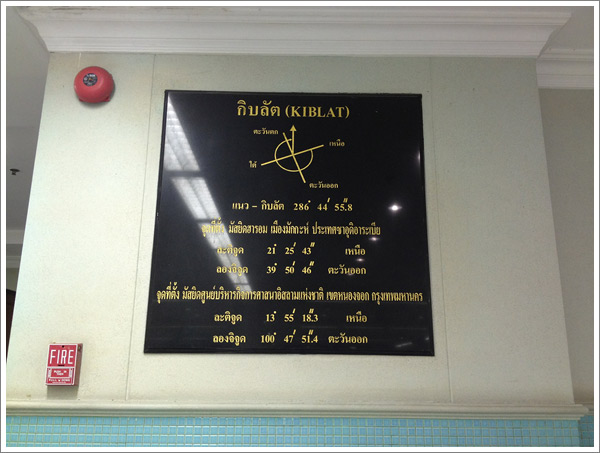 กิบลัต (KIBLAT)
ตะวันตก
เหนือ
ใต้
ตะวันออก
แนว - กิบลัต 286° 44' 55".8
จุดที่ตั้ง มัสยิดฮารอม เมืองมักกะห์ ประเทศซาอุดิอาระเบีย
ละติจูด 21° 25' 43" เหนือ
ลองจิจูด 39° 50' 46" ตะวันออก
จุดที่ตั้ง มัสยิดศูนย์บริหารกิจการศาสนาอิสลามแห่งชาติ เขตหนองจอก กรุงเทพมหานคร
ละติจูด 13° 55' 18".3 เหนือ
ลองจิจูด 100° 47' 51".4 ตะวันออก
FIRE